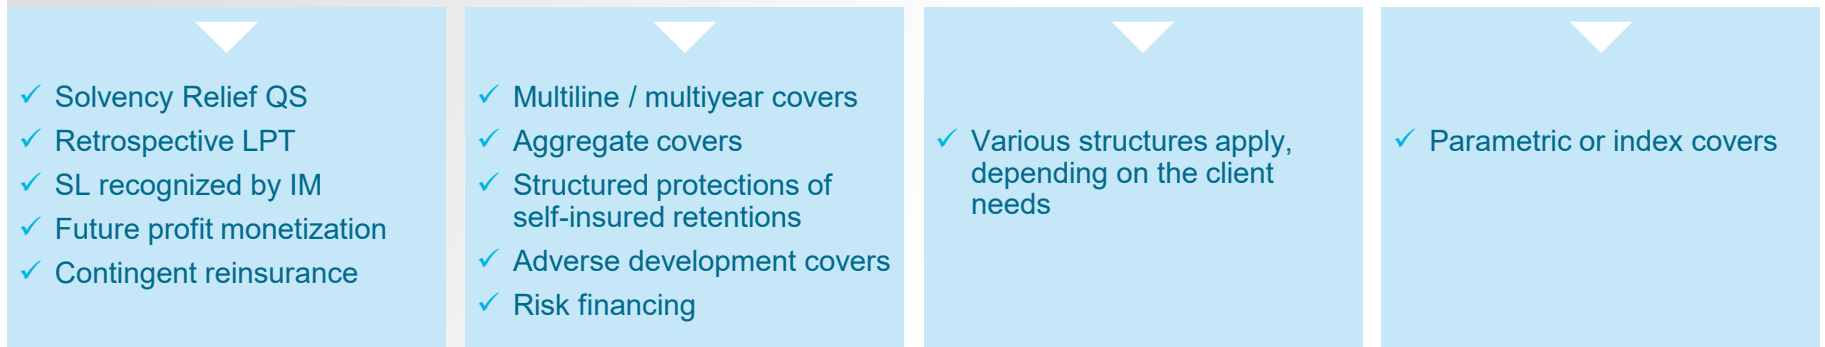 Solvency Relief QS
Retrospective LPT
SL recognized by IM
Future profit monetization
Contingent reinsurance
Multiline / multiyear covers
Aggregate covers
Structured protections of
self-insured retentions
Adverse development covers
Risk financing
Various structures apply,
depending on the client
needs
Parametric or index covers